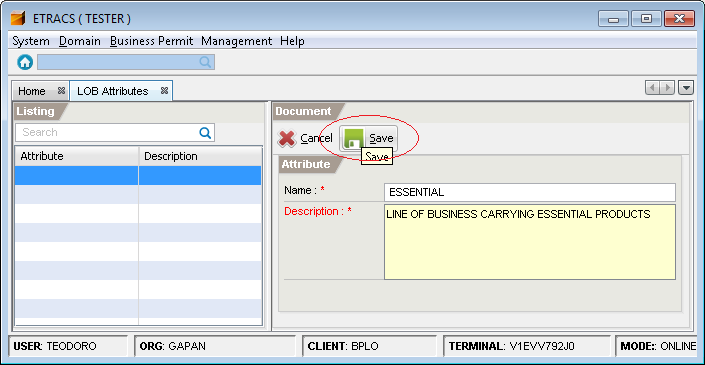 ETRACS ( TESTER )
System Domain Business Permit Management Help
Home LOB Attributes
Listing
Search
Attribute Description
Document
Cancel Save
Save
Attribute
Name : * ESSENTIAL
Description : * LINE OF BUSINESS CARRYING ESSENTIAL PRODUCTS
USER: TEODORO ORG: GAPAN CLIENT: BPLO TERMINAL: V1EVV792J0 MODE:: ONLINE